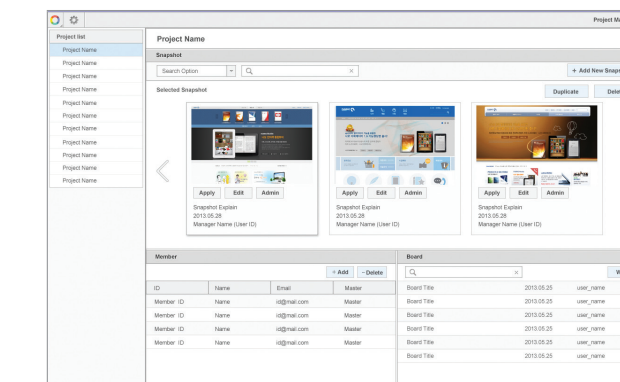 Project M
Project list
Project Name
Project Name
Project Name
Project Name
Project Name
Project Name
Project Name
Project Name
Project Name
Project Name
Project Name
Project Name
Snapshot
Search Option
+ Add New Snaps
Selected Snapshot
Duplicate
Delet
Apply Edit Admin
Snapshot Explain
2013.05.28
Manager Name (User ID)
Apply Edit Admin
Snapshot Explain
2013.05.28
Manager Name (User ID)
Apply Edit Admin
Snapshot Explain
2013.05.28
Manager Name (User ID)
Member
+ Add - Delete
ID Name Email Master
Member ID Name id@mail.com Master
Member ID Name id@mail.com Master
Member ID Name id@mail.com Master
Member ID Name id@mail.com Master
Board
W
Board Title 2013.05.25 user_name
Board Title 2013.05.25 user_name
Board Title 2013.05.25 user_name
Board Title 2013.05.25 user_name
Board Title 2013.05.25 user_name
Board Title 2013.05.25 user_name